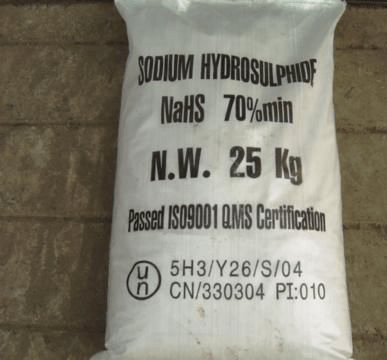 SODIUM HYDROSULPHIDE
NaHS 70%min
N.W. 25 Kg
Passed ISO9001 QMS Certification
un 5H3/Y26/S/04
CN/330304 PI:010